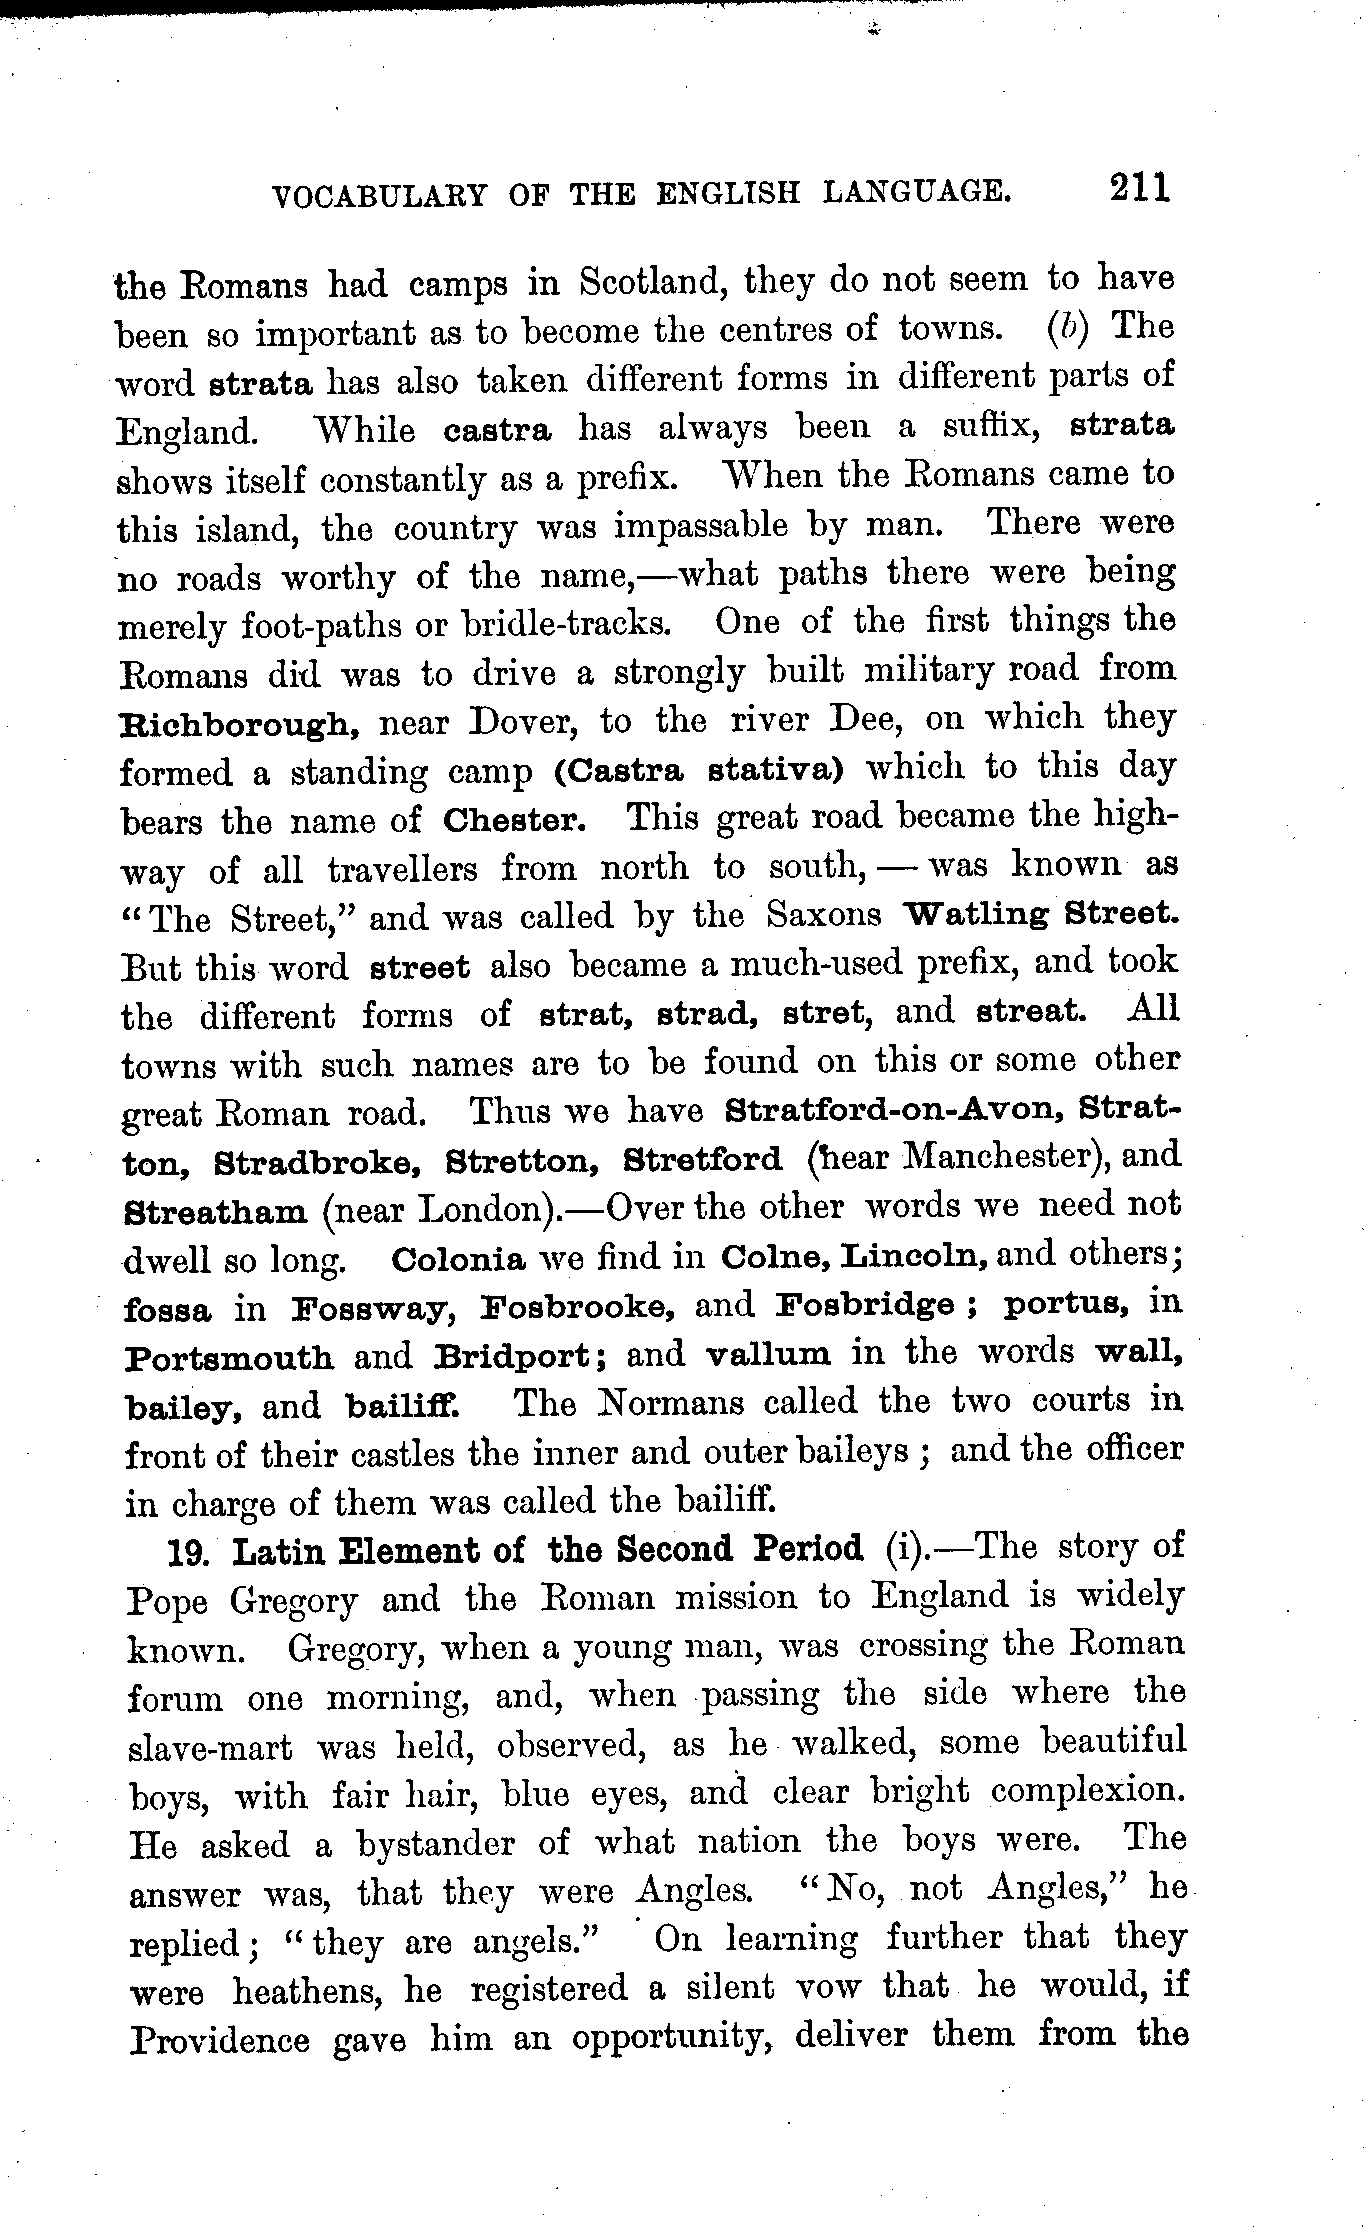 VOCABULARY OF THE ENGLISH LANGUAGE. 211
the Romans had camps in Scotland, they do not seem to have
been so important as to become the centres of towns. (b) The
word strata has also taken different forms in different parts of
England. While castra has always been a suffix, strata
shows itself constantly as a prefix. When the Romans came to
this island, the country was impassable by man. There were
no roads worthy of the name,—what paths there were being
merely foot-paths or bridle-tracks. One of the first things the
Romans did was to drive a strongly built military road from
Richborough, near Dover, to the river Dee, on which they
formed a standing camp (Castra stativa) which to this day
bears the name of Chester. This great road became the high-
way of all travellers from north to south, — was known as
“The Street,” and was called by the Saxons Watling Street.
But this word street also became a much-used prefix, and took
the different forms of strat, strad, stret, and streat. All
towns with such names are to be found on this or some other
great Roman road. Thus we have Stratford-on-Avon, Strat-
ton, Stradbroke, Stretton, Stretford (near Manchester), and
Streatham (near London).—Over the other words we need not
dwell so long. Colonia we find in Colne, Lincoln, and others;
fossa in Fossway, Fosbrooke, and Fosbridge; portus, in
Portsmouth and Bridport; and vallum in the words wall,
bailey, and bailiff. The Normans called the two courts in
front of their castles the inner and outer baileys; and the officer
in charge of them was called the bailiff.
19. Latin Element of the Second Period (i).—The story of
Pope Gregory and the Roman mission to England is widely
known. Gregory, when a young man, was crossing the Roman
forum one morning, and, when passing the side where the
slave-mart was held, observed, as he walked, some beautiful
boys, with fair hair, blue eyes, and clear bright complexion.
He asked a bystander of what nation the boys were. The
answer was, that they were Angles. “No, not Angles,” he
replied; “they are angels.” On learning further that they
were heathens, he registered a silent vow that he would, if
Providence gave him an opportunity, deliver them from the